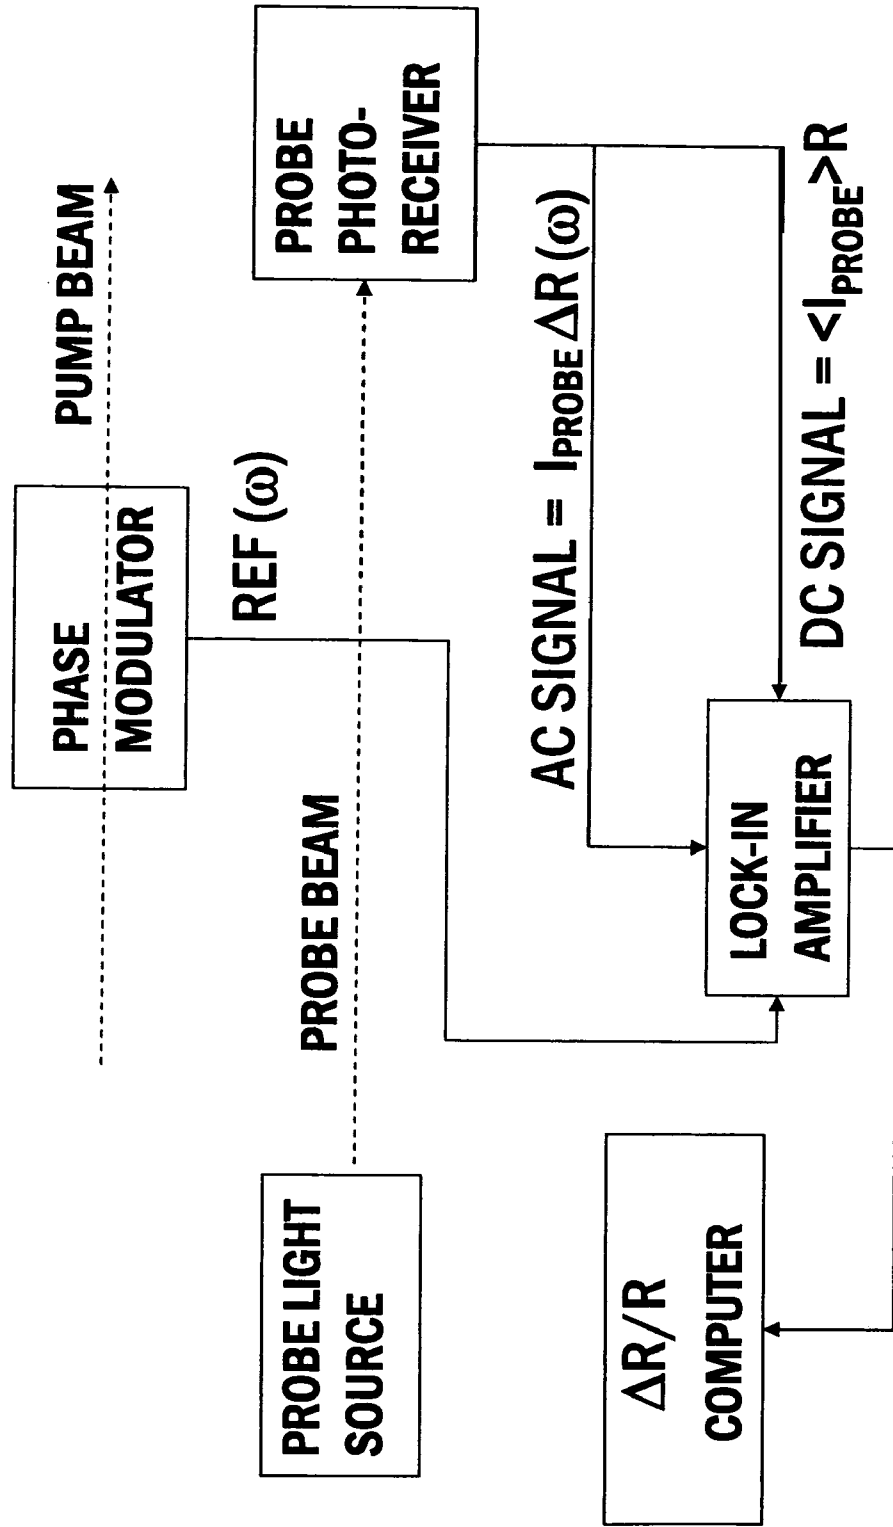 PUMP BEAM
PHASE
MODULATOR
REF (ω)
PROBE LIGHT
SOURCE
PROBE BEAM
PROBE
PHOTO-
RECEIVER
AC SIGNAL = I_PROBE ΔR (ω)
DC SIGNAL = <I_PROBE>R
LOCK-IN
AMPLIFIER
ΔR/R
COMPUTER